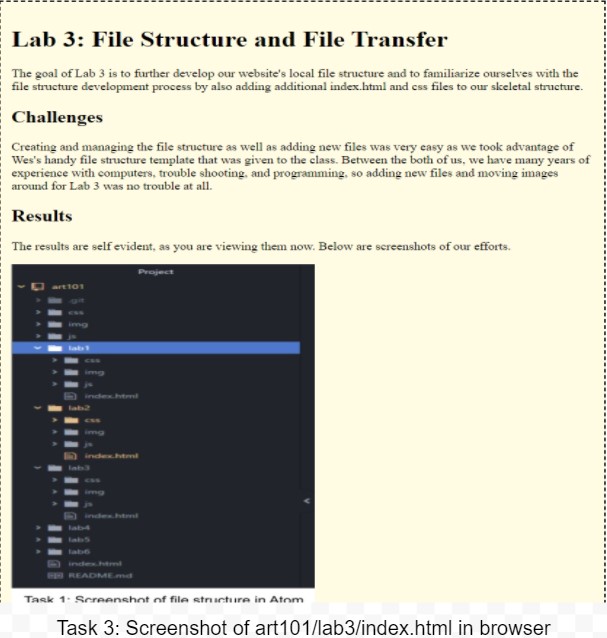 Lab 3: File Structure and File Transfer
The goal of Lab 3 is to further develop our website's local file structure and to familiarize ourselves with the
file structure development process by also adding additional index.html and css files to our skeletal structure.
Challenges
Creating and managing the file structure as well as adding new files was very easy as we took advantage of
Wes's handy file structure template that was given to the class. Between the both of us, we have many years of
experience with computers, trouble shooting, and programming, so adding new files and moving images
around for Lab 3 was no trouble at all.
Results
The results are self evident, as you are viewing them now. Below are screenshots of our efforts.
Project
art101
.git
css
img
js
lab1
css
img
js
index.html
lab2
css
img
js
index.html
lab3
css
img
js
index.html
lab4
lab5
lab6
index.html
README.md
Task 1: Screenshot of file structure in Atom
Task 3: Screenshot of art101/lab3/index.html in browser